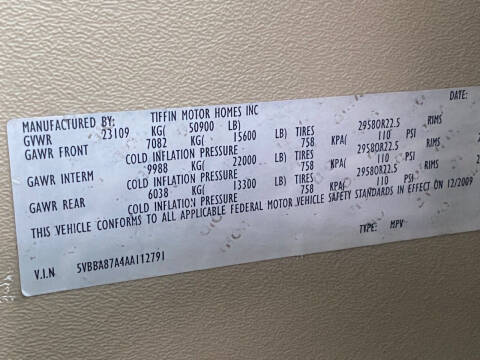 MANUFACTURED BY: TIFFIN MOTOR HOMES INC DATE:
GVWR 23109 KG( 50900 LB)
GAWR FRONT 7082 KG( 15600 LB) TIRES 29580R22.5 RIMS
COLD INFLATION PRESSURE 758 KPA( 110 PSI
GAWR INTERM 9988 KG( 22000 LB) TIRES 29580R22.5 RIMS
COLD INFLATION PRESSURE 758 KPA( 110 PSI
GAWR REAR 6038 KG( 13300 LB) TIRES 29580R22.5 RIMS
COLD INFLATION PRESSURE 758 KPA( 110 PSI
THIS VEHICLE CONFORMS TO ALL APPLICABLE FEDERAL MOTOR VEHICLE SAFETY STANDARDS IN EFFECT ON 12/2009
V.I.N 5VBBA87A4AA112791 TYPE: MPV